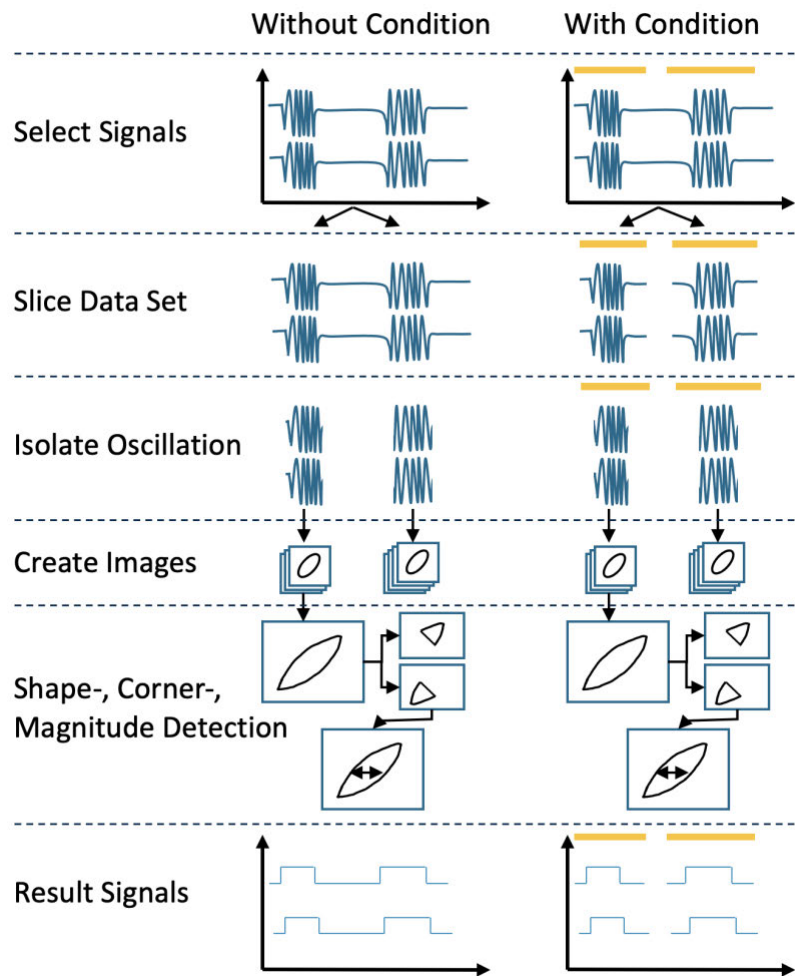 Without Condition
With Condition
Select Signals
Slice Data Set
Isolate Oscillation
Create Images
Shape-, Corner-,
Magnitude Detection
Result Signals